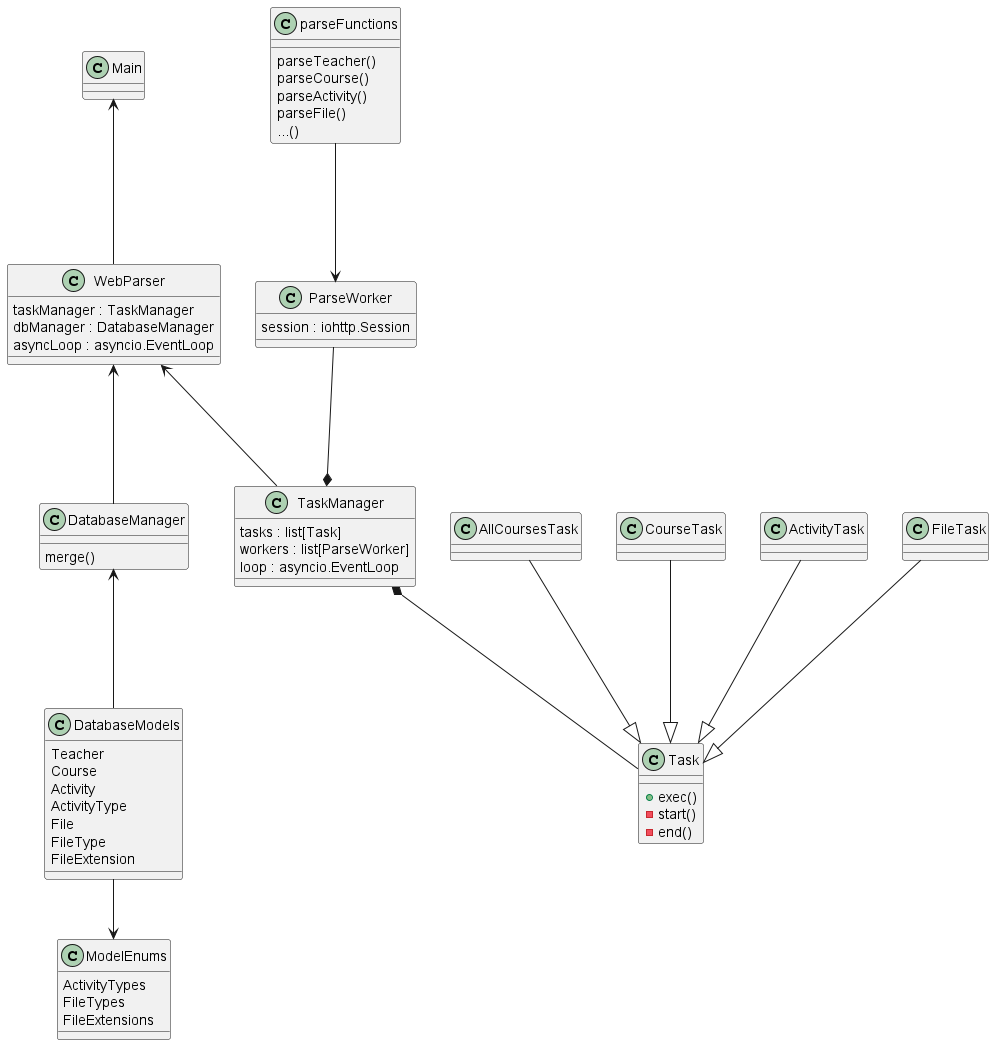 C parseFunctions
parseTeacher()
parseCourse()
parseActivity()
parseFile()
...()
C Main
C WebParser
taskManager : TaskManager
dbManager : DatabaseManager
asyncLoop : asyncio.EventLoop
C ParseWorker
session : iohttp.Session
C DatabaseManager
merge()
C TaskManager
tasks : list[Task]
workers : list[ParseWorker]
loop : asyncio.EventLoop
C AllCoursesTask
C CourseTask
C ActivityTask
C FileTask
C DatabaseModels
Teacher
Course
Activity
ActivityType
File
FileType
FileExtension
C Task
exec()
start()
end()
C ModelEnums
ActivityTypes
FileTypes
FileExtensions